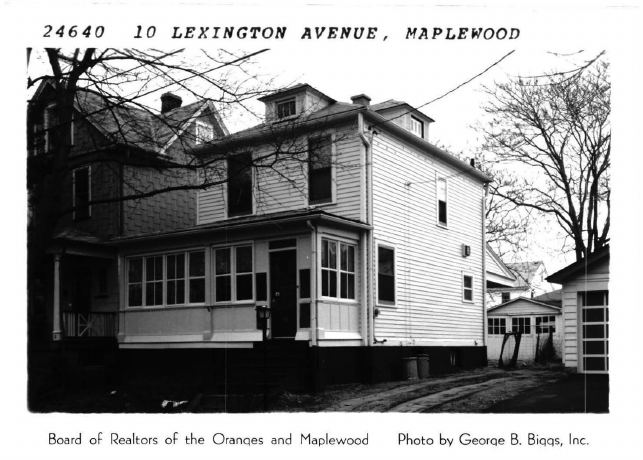 24640 10 LEXINGTON AVENUE, MAPLEWOOD
Board of Realtors of the Oranges and Maplewood Photo by George B. Biggs, Inc.